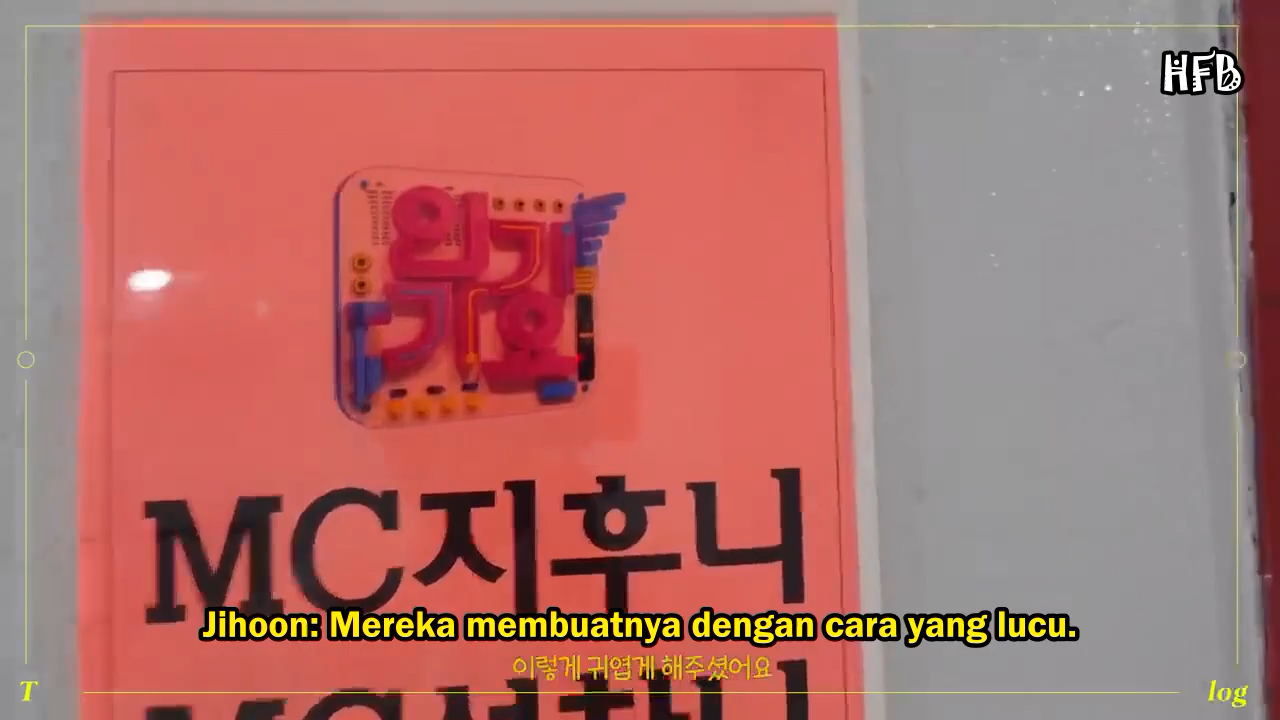 HFB
인기
가요
MC지후니
Jihoon: Mereka membuatnya dengan cara yang lucu.
이렇게 귀엽게 해주셨어요
T
log